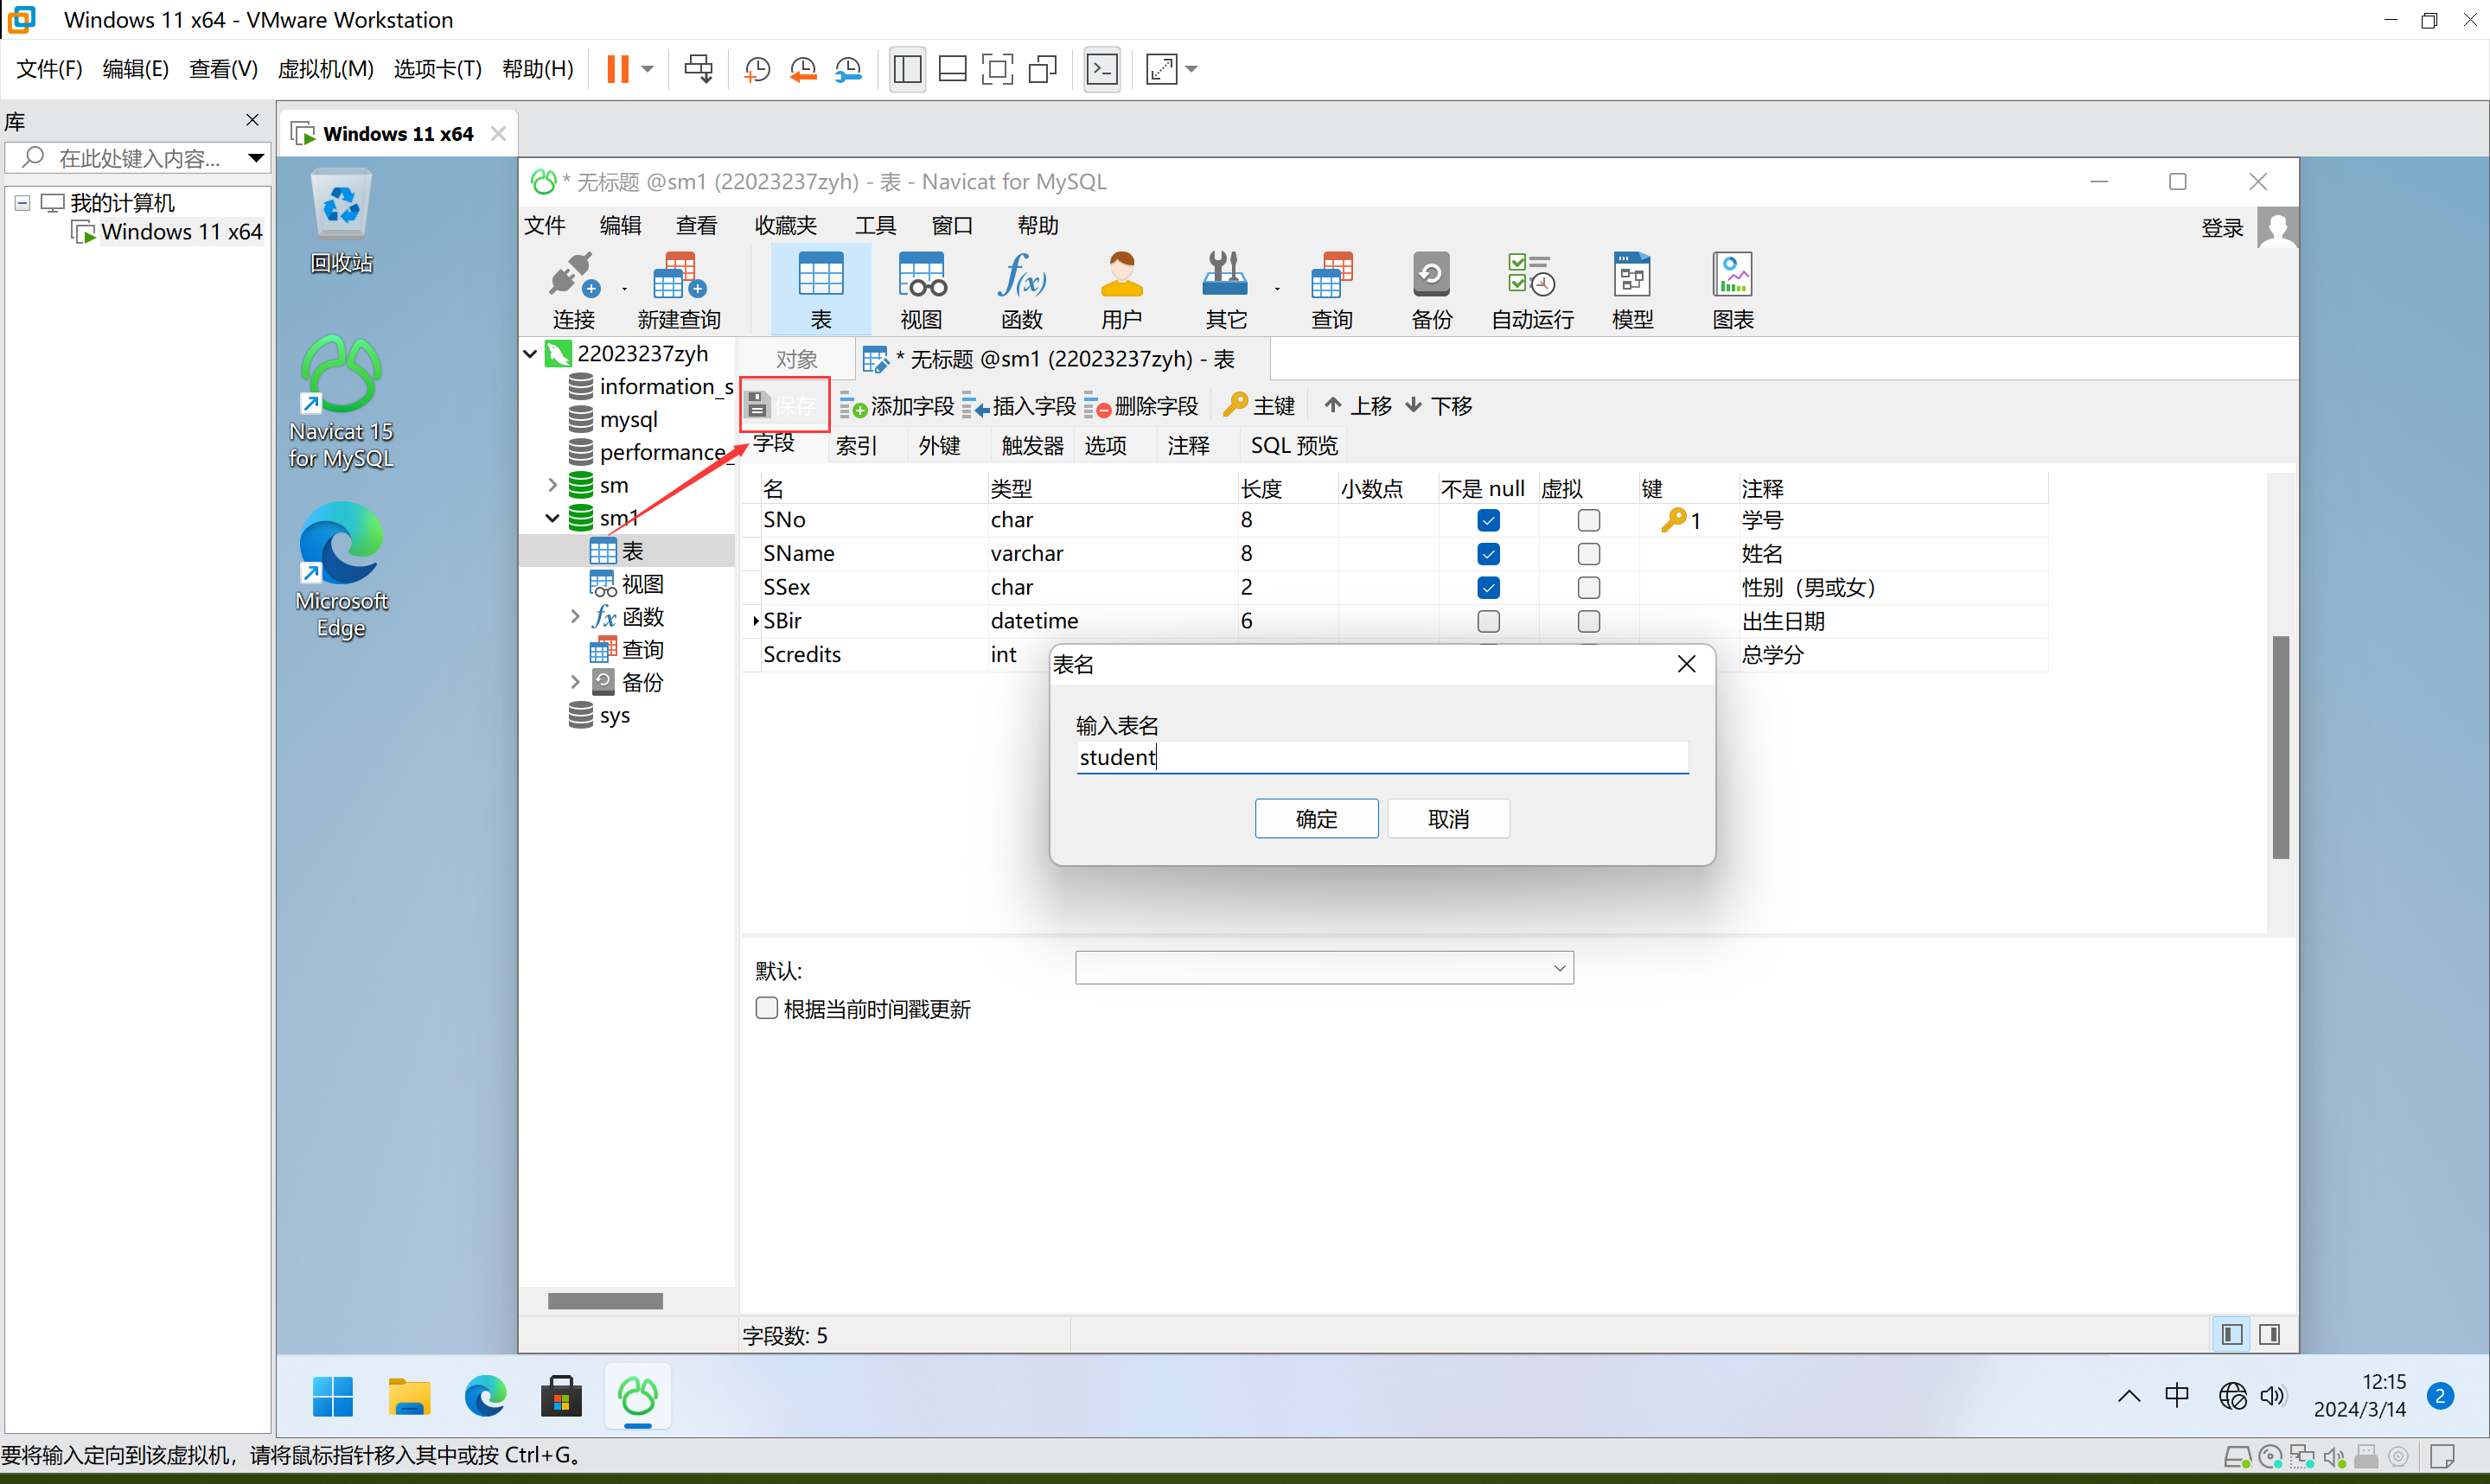 Windows 11 x64 - VMware Workstation
文件(F) 编辑(E) 查看(V) 虚拟机(M) 选项卡(T) 帮助(H)
库
在此处键入内容...
我的计算机
Windows 11 x64
Windows 11 x64
回收站
Navicat 15
for MySQL
Microsoft
Edge
* 无标题 @sm1 (22023237zyh) - 表 - Navicat for MySQL
文件 编辑 查看 收藏夹 工具 窗口 帮助
登录
连接 新建查询 表 视图 函数 用户 其它 查询 备份 自动运行 模型 图表
22023237zyh
information_s
mysql
performance_
sm
sm1
表
视图
函数
查询
备份
sys
对象 * 无标题 @sm1 (22023237zyh) - 表
保存 添加字段 插入字段 删除字段 主键 上移 下移
字段 索引 外键 触发器 选项 注释 SQL 预览
名 类型 长度 小数点 不是 null 虚拟 键 注释
SNo char 8 1 学号
SName varchar 8 姓名
SSex char 2 性别（男或女）
SBir datetime 6 出生日期
Scredits int 总学分
表名
输入表名
student
确定 取消
默认:
根据当前时间戳更新
字段数: 5
中
12:15
2024/3/14
2
要将输入定向到该虚拟机，请将鼠标指针移入其中或按 Ctrl+G。